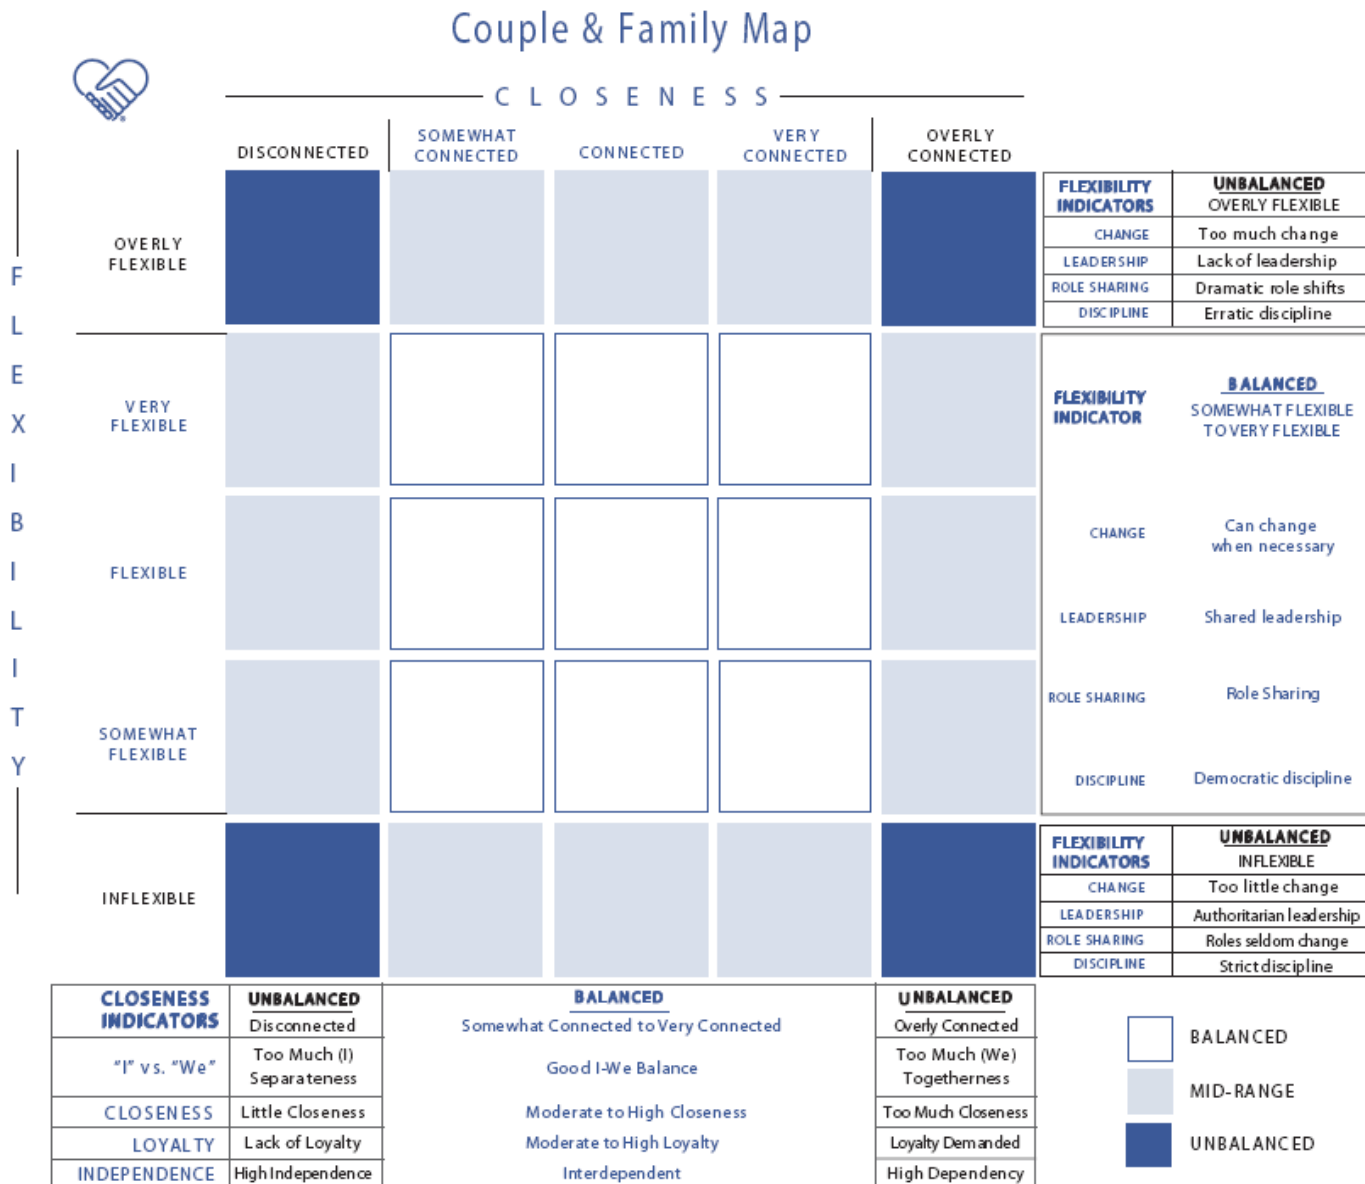 Couple & Family Map
CLOSENESS
DISCONNECTED
SOMEWHAT
CONNECTED
CONNECTED
VERY
CONNECTED
OVERLY
CONNECTED
FLEXIBILITY
OVERLY
FLEXIBLE
VERY
FLEXIBLE
FLEXIBLE
SOMEWHAT
FLEXIBLE
INFLEXIBLE
FLEXIBILITY
INDICATORS
UNBALANCED
OVERLY FLEXIBLE
CHANGE Too much change
LEADERSHIP Lack of leadership
ROLE SHARING Dramatic role shifts
DISCIPLINE Erratic discipline
FLEXIBILITY
INDICATOR
BALANCED
SOMEWHAT FLEXIBLE
TO VERY FLEXIBLE
CHANGE
Can change
when necessary
LEADERSHIP Shared leadership
ROLE SHARING Role Sharing
DISCIPLINE Democratic discipline
FLEXIBILITY
INDICATORS
UNBALANCED
INFLEXIBLE
CHANGE Too little change
LEADERSHIP Authoritarian leadership
ROLE SHARING Roles seldom change
DISCIPLINE Strict discipline
CLOSENESS
INDICATORS
UNBALANCED
Disconnected
BALANCED
Somewhat Connected to Very Connected
UNBALANCED
Overly Connected
"I" vs. "We"
Too Much (I)
Separateness
Good I-We Balance
Too Much (We)
Togetherness
CLOSENESS Little Closeness Moderate to High Closeness Too Much Closeness
LOYALTY Lack of Loyalty Moderate to High Loyalty Loyalty Demanded
INDEPENDENCE High Independence Interdependent High Dependency
BALANCED
MID-RANGE
UNBALANCED